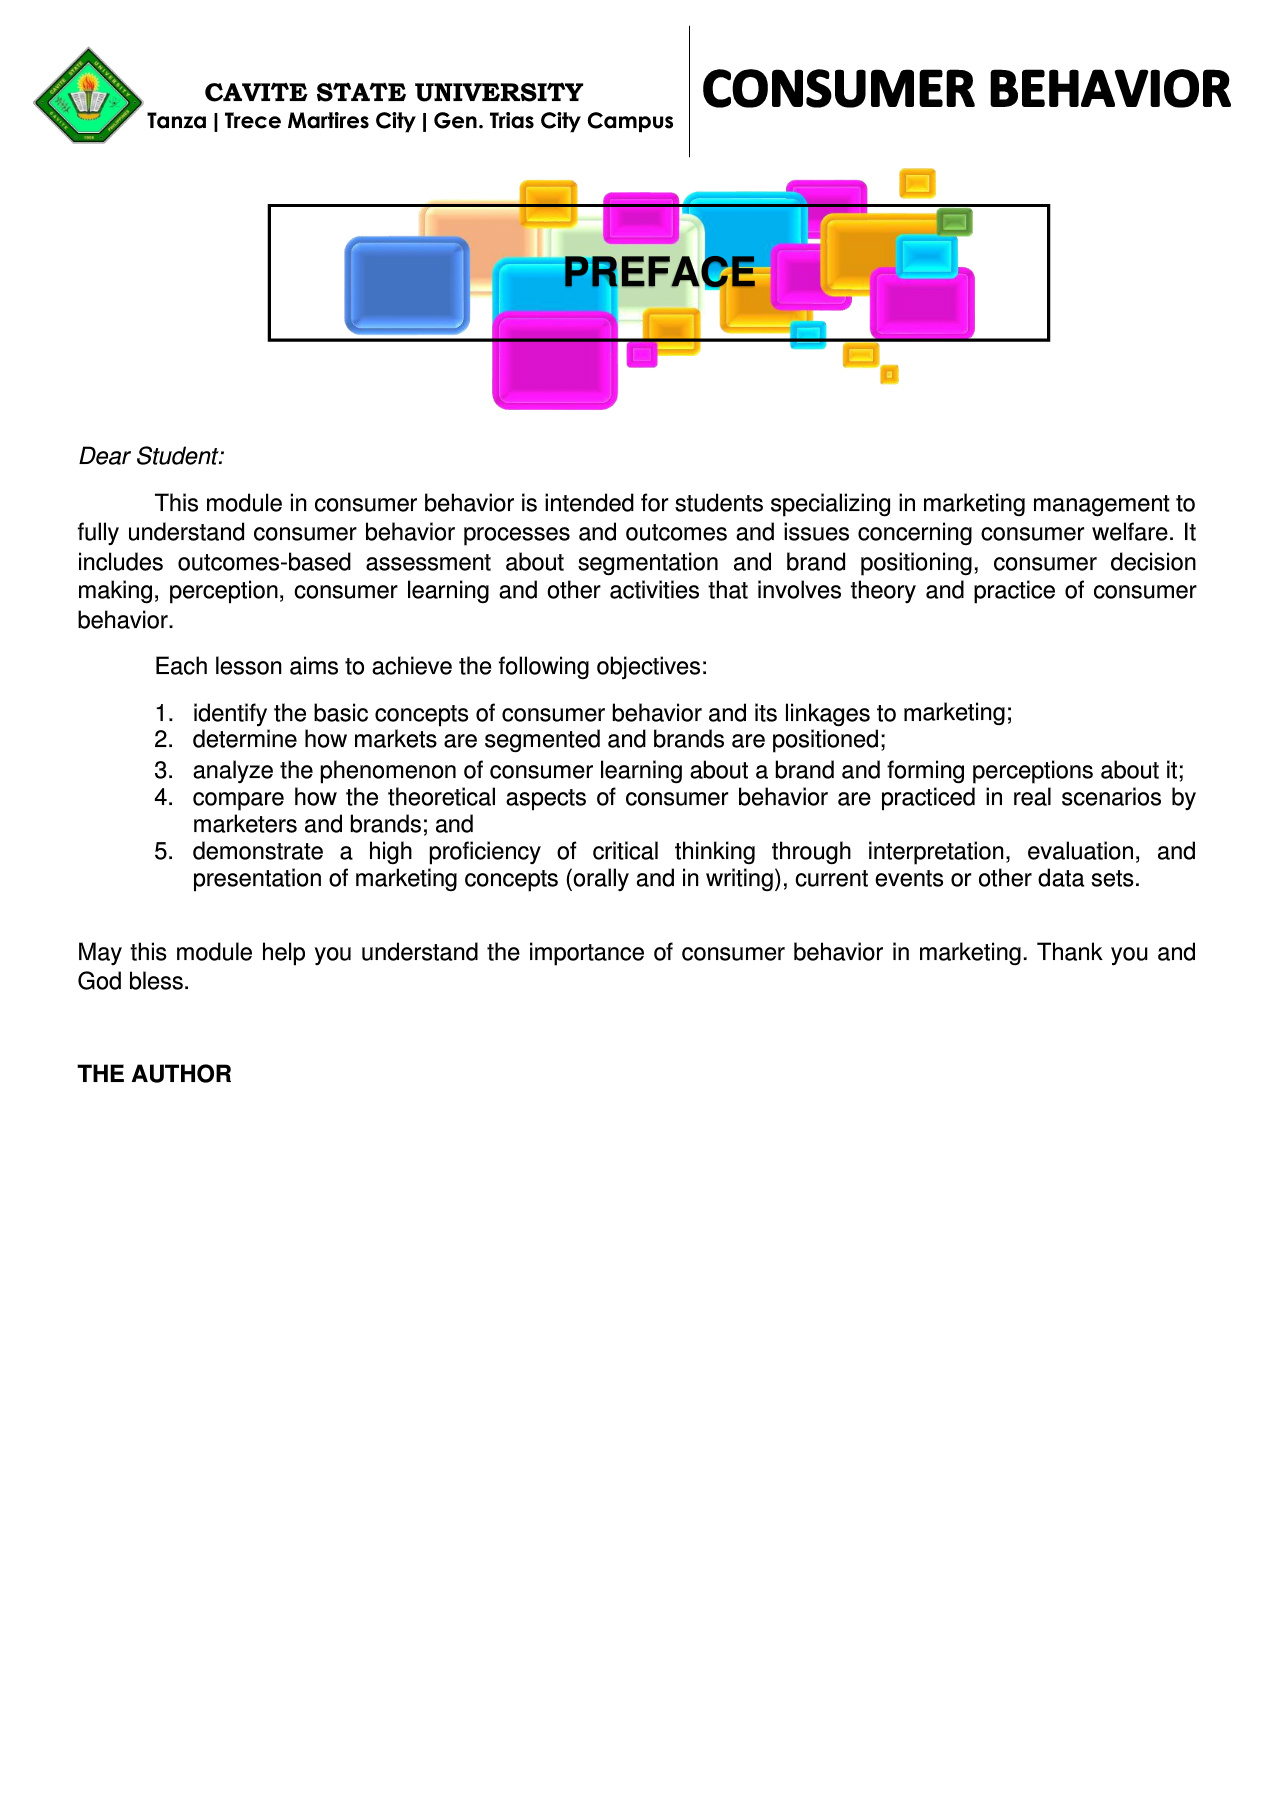 CAVITE STATE UNIVERSITY
Tanza | Trece Martires City | Gen. Trias City Campus
CONSUMER BEHAVIOR
PREFACE
Dear Student:
This module in consumer behavior is intended for students specializing in marketing management to
fully understand consumer behavior processes and outcomes and issues concerning consumer welfare. It
includes outcomes-based assessment about segmentation and brand positioning, consumer decision
making, perception, consumer learning and other activities that involves theory and practice of consumer
behavior.
Each lesson aims to achieve the following objectives:
1. identify the basic concepts of consumer behavior and its linkages to marketing;
2. determine how markets are segmented and brands are positioned;
3. analyze the phenomenon of consumer learning about a brand and forming perceptions about it;
4. compare how the theoretical aspects of consumer behavior are practiced in real scenarios by
marketers and brands; and
5. demonstrate a high proficiency of critical thinking through interpretation, evaluation, and
presentation of marketing concepts (orally and in writing), current events or other data sets.
May this module help you understand the importance of consumer behavior in marketing. Thank you and
God bless.
THE AUTHOR